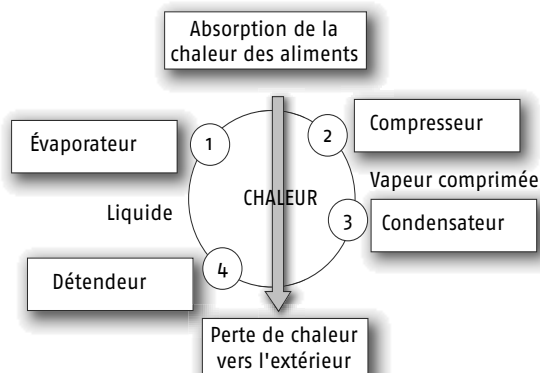 Absorption de la
chaleur des aliments
Évaporateur
1
2
Compresseur
Liquide
CHALEUR
Vapeur comprimée
3
Condensateur
Détendeur
4
Perte de chaleur
vers l'extérieur